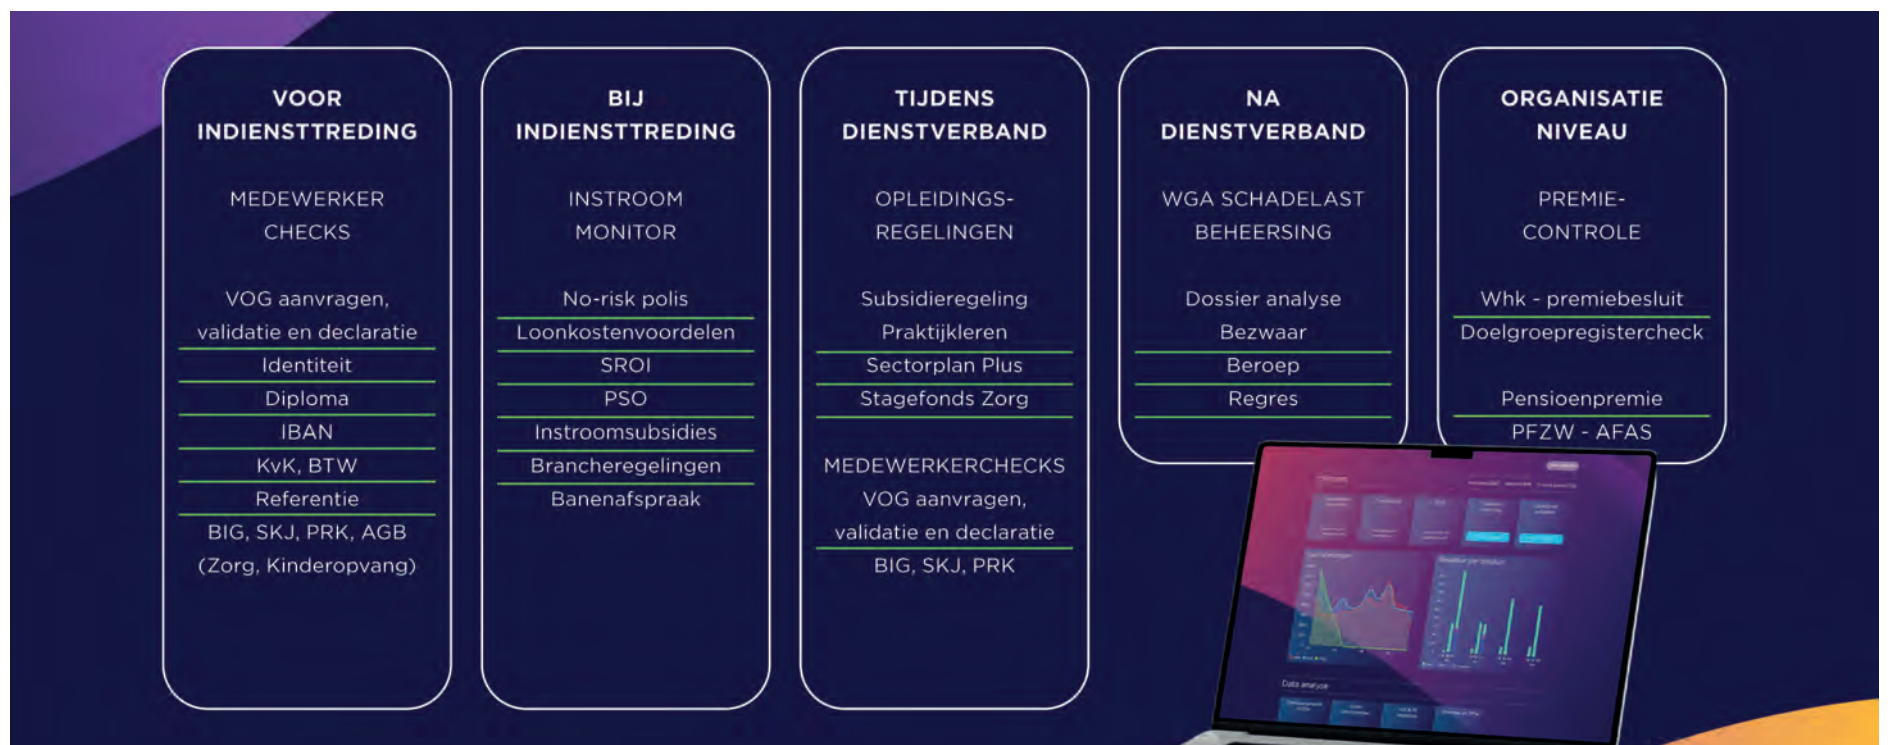 VOOR
INDIENSTTREDING
MEDEWERKER
CHECKS
VOG aanvragen,
validatie en declaratie
Identiteit
Diploma
IBAN
KvK, BTW
Referentie
BIG, SKJ, PRK, AGB
(Zorg, Kinderopvang)
BIJ
INDIENSTTREDING
INSTROOM
MONITOR
No-risk polis
Loonkostenvoordelen
SROI
PSO
Instroomsubsidies
Brancheregelingen
Banenafspraak
TIJDENS
DIENSTVERBAND
OPLEIDINGS-
REGELINGEN
Subsidieregeling
Praktijkleren
Sectorplan Plus
Stagefonds Zorg
MEDEWERKERCHECKS
VOG aanvragen,
validatie en declaratie
BIG, SKJ, PRK
NA
DIENSTVERBAND
WGA SCHADELAST
BEHEERSING
Dossier analyse
Bezwaar
Beroep
Regres
ORGANISATIE
NIVEAU
PREMIE-
CONTROLE
Whk - premiebesluit
Doelgroepregistercheck
Pensioenpremie
PFZW - AFAS
Data analyse